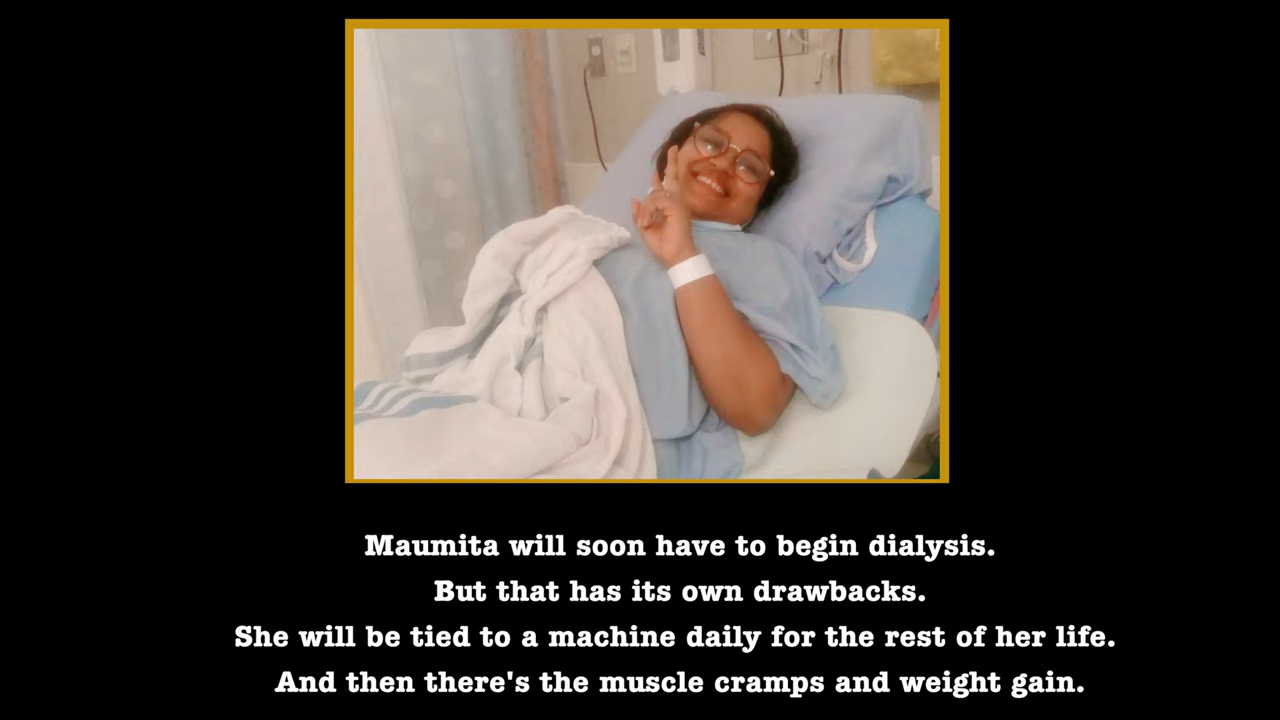 Maumita will soon have to begin dialysis.
But that has its own drawbacks.
She will be tied to a machine daily for the rest of her life.
And then there's the muscle cramps and weight gain.